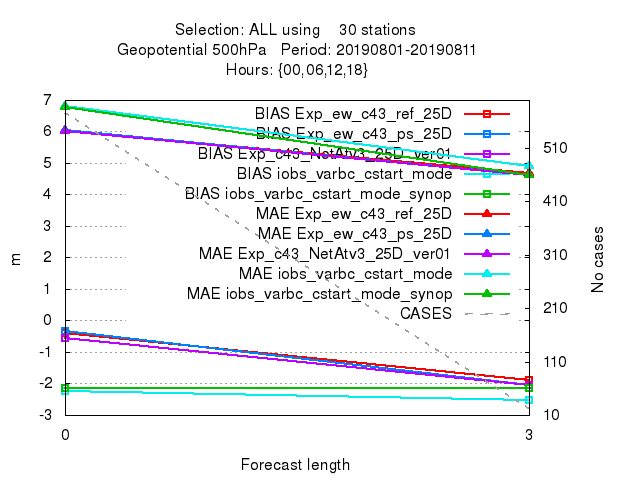 Selection: ALL using 30 stations
Geopotential 500hPa Period: 20190801-20190811
Hours: {00,06,12,18}
7
6
5
4
3
2
1
0
-1
-2
-3
m
BIAS Exp_ew_c43_ref_25D
BIAS Exp_ew_c43_ps_25D
BIAS Exp_c43_NetAtv3_25D_ver01
BIAS iobs_varbc_cstart_mode
BIAS iobs_varbc_cstart_mode_synop
MAE Exp_ew_c43_ref_25D
MAE Exp_ew_c43_ps_25D
MAE Exp_c43_NetAtv3_25D_ver01
MAE iobs_varbc_cstart_mode
MAE iobs_varbc_cstart_mode_synop
CASES
510
410
310
210
110
10
No cases
0 3
Forecast length